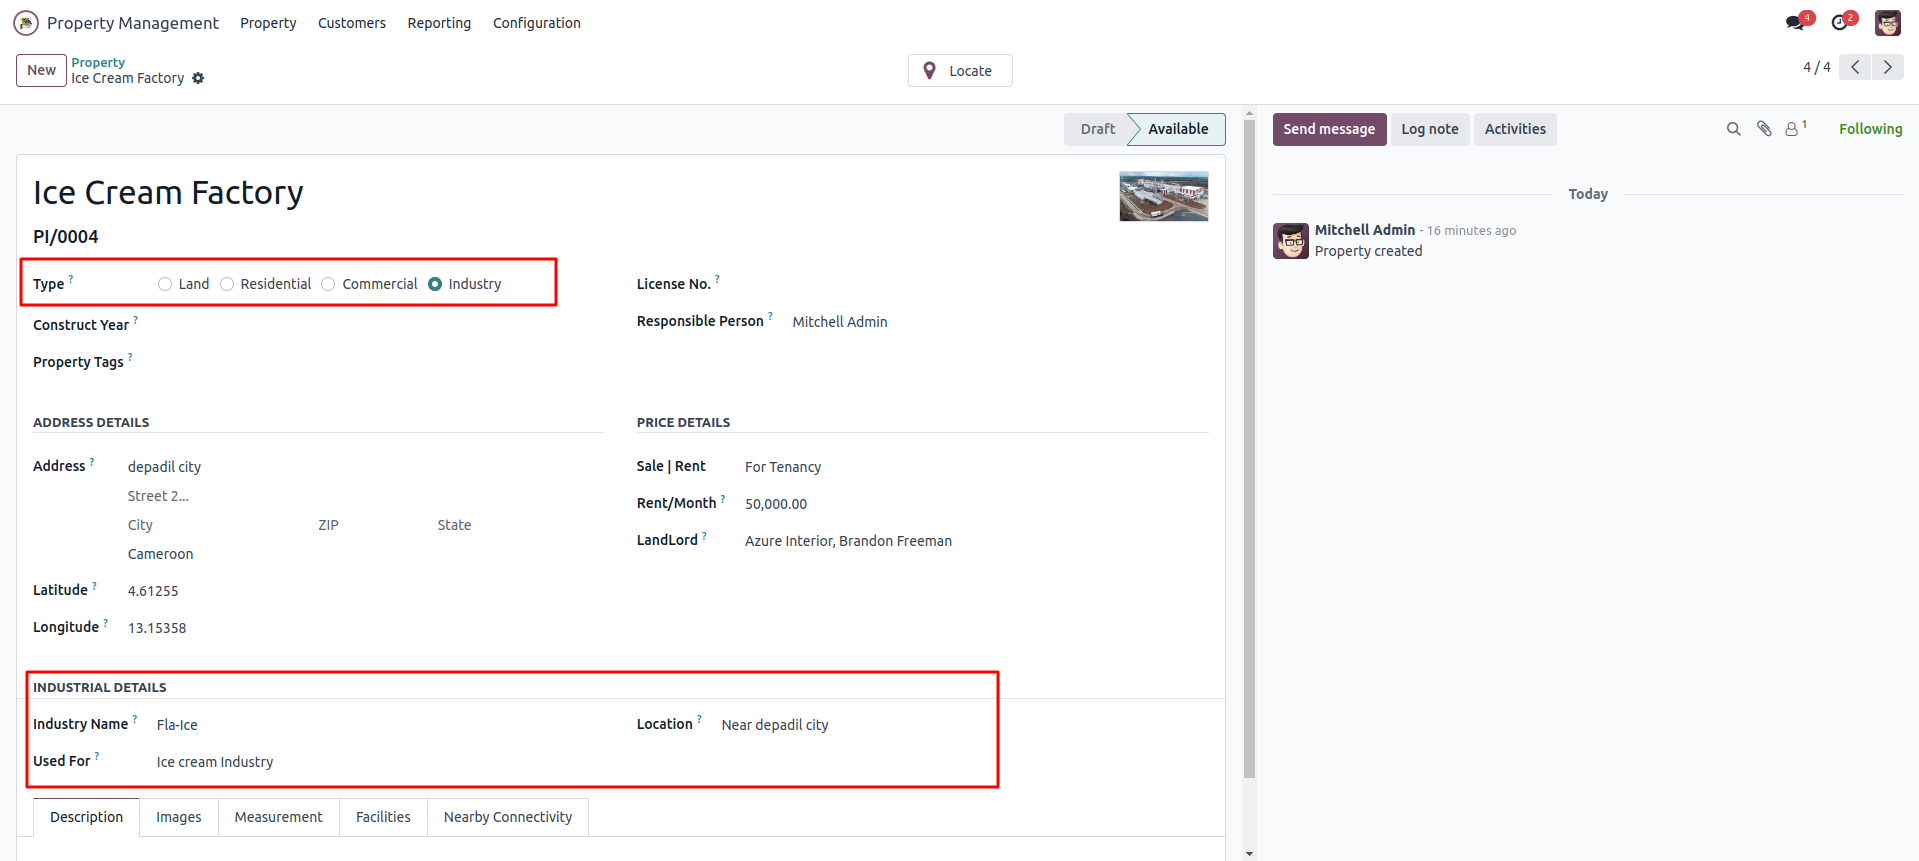 Property Management Property Customers Reporting Configuration 4 2
New Property
Ice Cream Factory
Locate
4 / 4
Draft Available
Send message Log note Activities 1 Following
Ice Cream Factory
PI/0004
Type ? Land Residential Commercial Industry
License No. ?
Construct Year ?
Responsible Person ? Mitchell Admin
Property Tags ?
ADDRESS DETAILS
PRICE DETAILS
Address ? depadil city
Sale | Rent For Tenancy
Street 2...
Rent/Month ? 50,000.00
City ZIP State
LandLord ? Azure Interior, Brandon Freeman
Cameroon
Latitude ? 4.61255
Longitude ? 13.15358
INDUSTRIAL DETAILS
Industry Name ? Fla-Ice
Location ? Near depadil city
Used For ? Ice cream Industry
Description Images Measurement Facilities Nearby Connectivity
Today
Mitchell Admin - 16 minutes ago
Property created